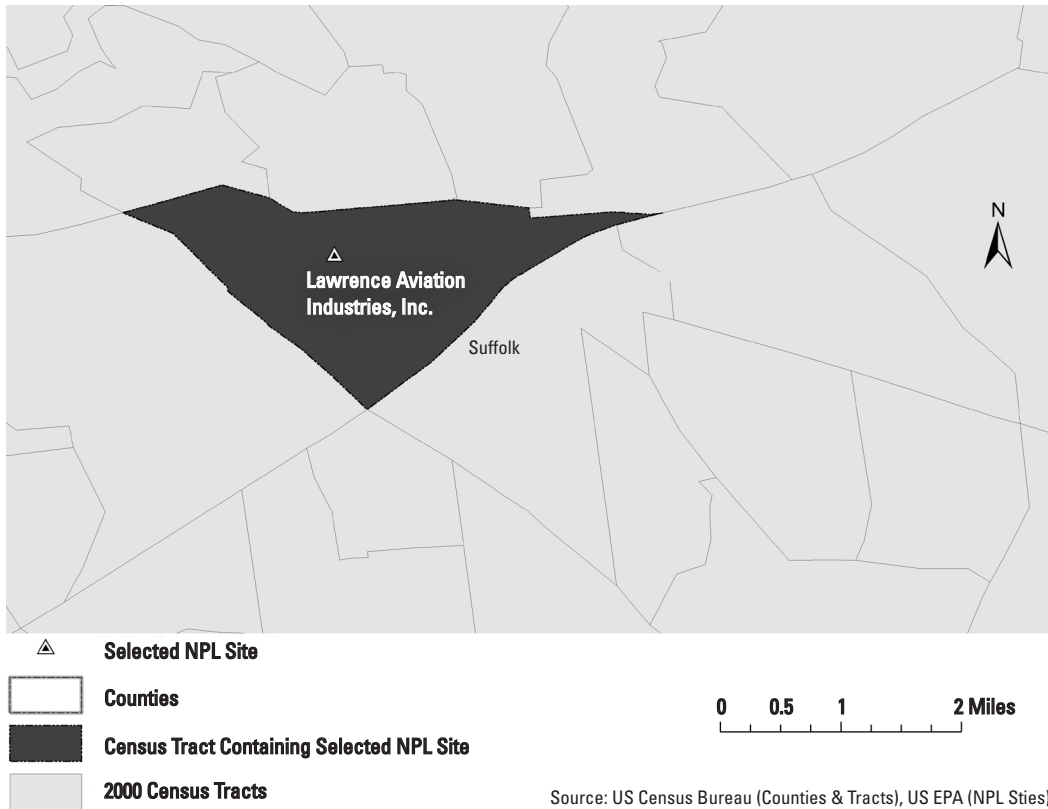 N
Lawrence Aviation
Industries, Inc.
Suffolk
Selected NPL Site
Counties
Census Tract Containing Selected NPL Site
2000 Census Tracts
0 0.5 1 2 Miles
Source: US Census Bureau (Counties & Tracts), US EPA (NPL Sties)